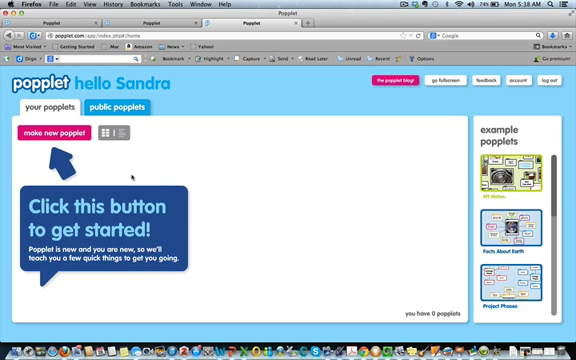 Firefox File Edit View History Bookmarks Tools Window Help
74% Mon 5:38 AM
Popplet
Popplet Popplet Popplet
popplet.com/app/index.php#/home
Google
Most Visited Getting Started Mac Amazon News Yahoo! Bookmarks
Diigo Diigo Bookmark Highlight Capture Send Read Later Unread Recent Options Go premium!
popplet hello Sandra
the popplet blog! go fullscreen feedback account log out
your popplets public popplets
make new popplet
Click this button
to get started!
Popplet is new and you are new, so we'll
teach you a few quick things to get you going.
you have 0 popplets
example
popplets
NY Notes
Facts About Earth
Project Phases